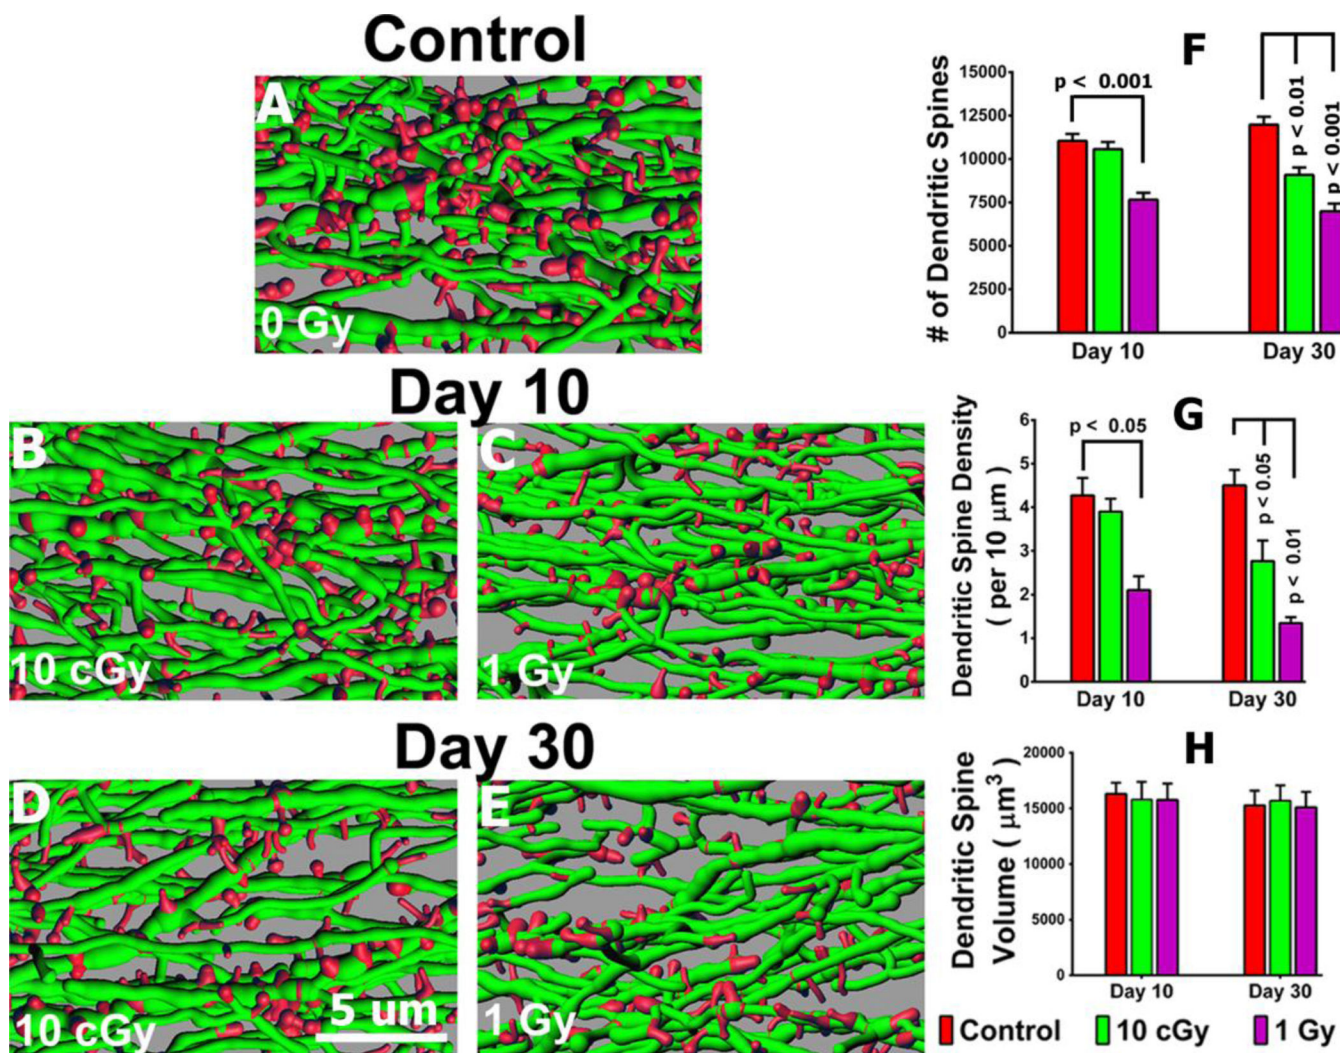 Control
A
0 Gy
Day 10
B
10 cGy
C
1 Gy
Day 30
D
10 cGy
5 um
E
1 Gy
F
# of Dendritic Spines
15000
12500
10000
7500
5000
2500
0
p < 0.001
p < 0.01
p < 0.001
Day 10
Day 30
G
Dendritic Spine Density
( per 10 μm )
6
5
4
3
2
1
0
p < 0.05
p < 0.05
p < 0.01
Day 10
Day 30
H
Dendritic Spine
Volume ( μm³ )
20000
15000
10000
5000
0
Day 10
Day 30
Control
10 cGy
1 Gy